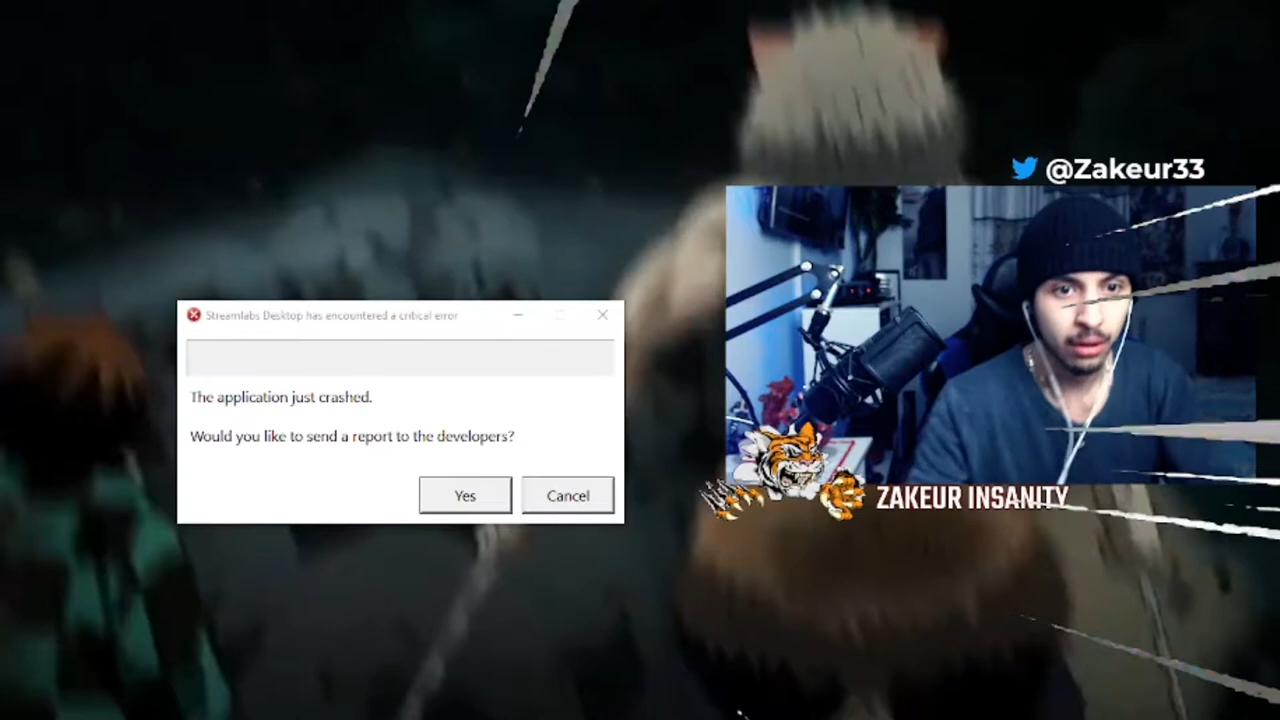 @Zakeur33
Streamlabs Desktop has encountered a critical error
The application just crashed.
Would you like to send a report to the developers?
Yes
Cancel
ZAKEUR INSANITY